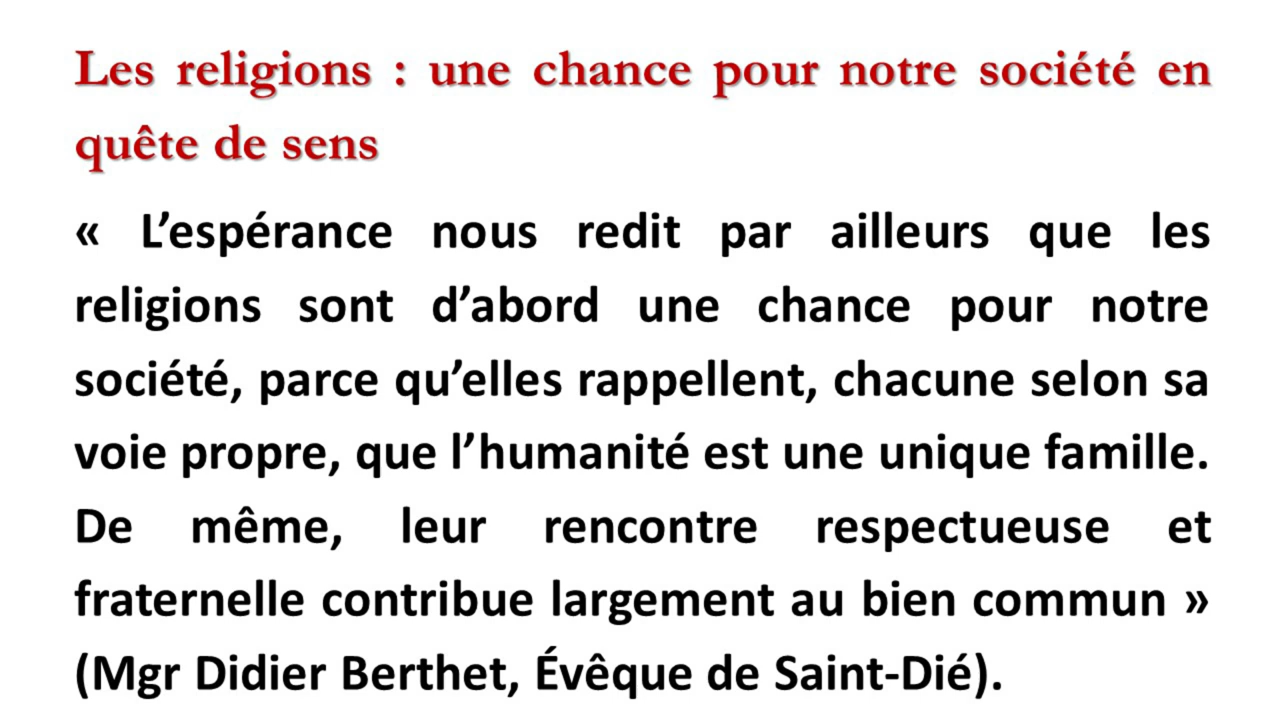 Les religions : une chance pour notre société en
quête de sens
« L’espérance nous redit par ailleurs que les
religions sont d’abord une chance pour notre
société, parce qu’elles rappellent, chacune selon sa
voie propre, que l’humanité est une unique famille.
De même, leur rencontre respectueuse et
fraternelle contribue largement au bien commun »
(Mgr Didier Berthet, Évêque de Saint-Dié).